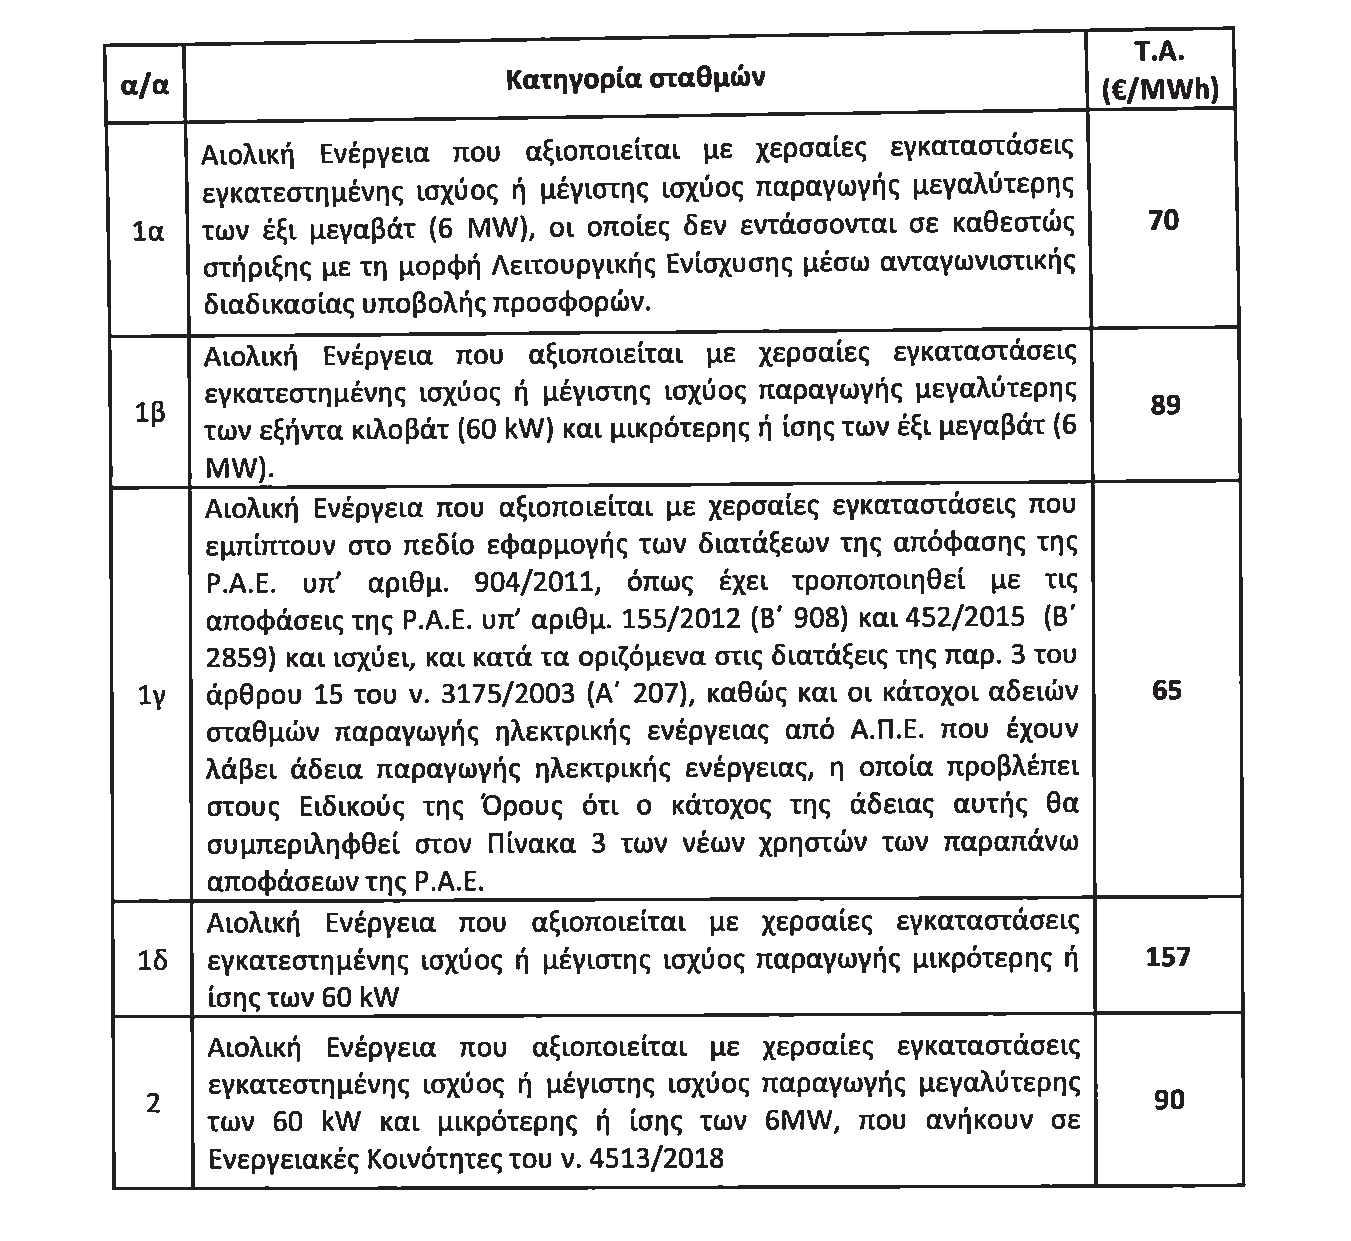 α/α
Κατηγορία σταθμών
Τ.Α.
(€/MWh)
1α
Αιολική Ενέργεια που αξιοποιείται με χερσαίες εγκαταστάσεις
εγκατεστημένης ισχύος ή μέγιστης ισχύος παραγωγής μεγαλύτερης
των έξι μεγαβάτ (6 MW), οι οποίες δεν εντάσσονται σε καθεστώς
στήριξης με τη μορφή Λειτουργικής Ενίσχυσης μέσω ανταγωνιστικής
διαδικασίας υποβολής προσφορών.
70
1β
Αιολική Ενέργεια που αξιοποιείται με χερσαίες εγκαταστάσεις
εγκατεστημένης ισχύος ή μέγιστης ισχύος παραγωγής μεγαλύτερης
των εξήντα κιλοβάτ (60 kW) και μικρότερης ή ίσης των έξι μεγαβάτ (6
MW).
89
1γ
Αιολική Ενέργεια που αξιοποιείται με χερσαίες εγκαταστάσεις που
εμπίπτουν στο πεδίο εφαρμογής των διατάξεων της απόφασης της
Ρ.Α.Ε. υπ’ αριθμ. 904/2011, όπως έχει τροποποιηθεί με τις
αποφάσεις της Ρ.Α.Ε. υπ’ αριθμ. 155/2012 (Β’ 908) και 452/2015 (Β’
2859) και ισχύει, και κατά τα οριζόμενα στις διατάξεις της παρ. 3 του
άρθρου 15 του ν. 3175/2003 (Α’ 207), καθώς και οι κάτοχοι αδειών
σταθμών παραγωγής ηλεκτρικής ενέργειας από Α.Π.Ε. που έχουν
λάβει άδεια παραγωγής ηλεκτρικής ενέργειας, η οποία προβλέπει
στους Ειδικούς της Όρους ότι ο κάτοχος της άδειας αυτής θα
συμπεριληφθεί στον Πίνακα 3 των νέων χρηστών των παραπάνω
αποφάσεων της Ρ.Α.Ε.
65
1δ
Αιολική Ενέργεια που αξιοποιείται με χερσαίες εγκαταστάσεις
εγκατεστημένης ισχύος ή μέγιστης ισχύος παραγωγής μικρότερης ή
ίσης των 60 kW
157
2
Αιολική Ενέργεια που αξιοποιείται με χερσαίες εγκαταστάσεις
εγκατεστημένης ισχύος ή μέγιστης ισχύος παραγωγής μεγαλύτερης
των 60 kW και μικρότερης ή ίσης των 6MW, που ανήκουν σε
Ενεργειακές Κοινότητες του ν. 4513/2018
90